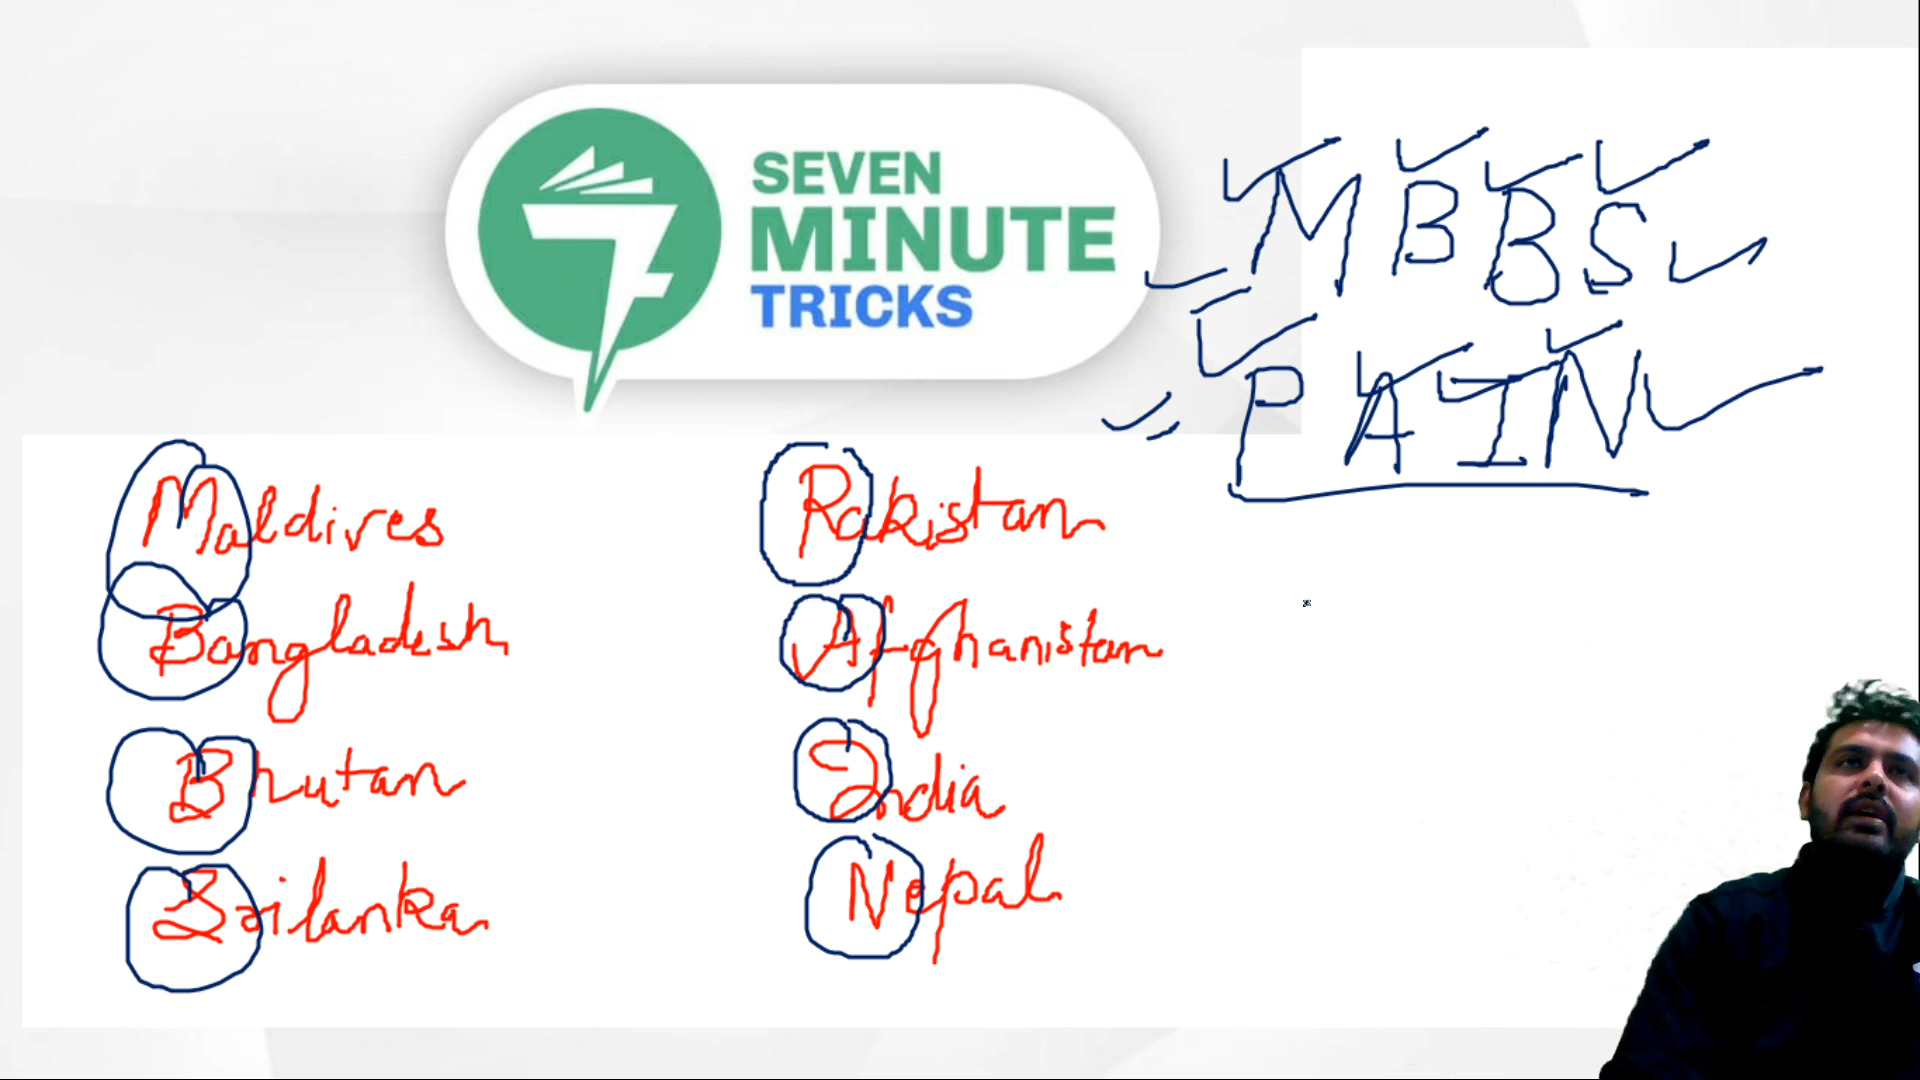 SEVEN
MINUTE
TRICKS
MBBS
PAIN
Maldives
Bangladesh
Bhutan
Srilanka
Pakistan
Afghanistan
India
Nepal